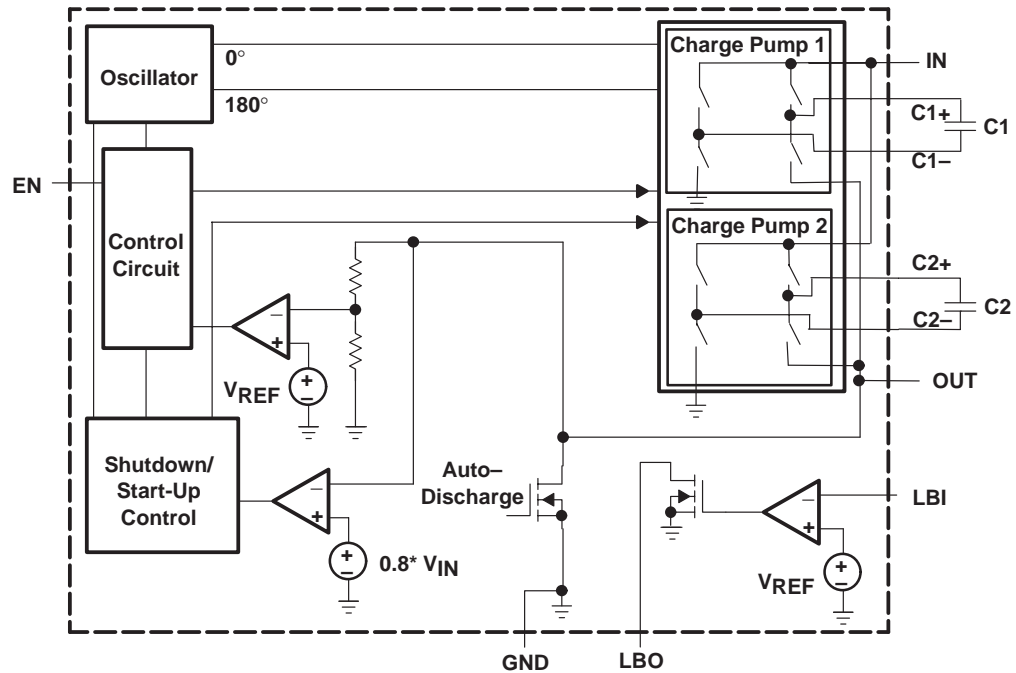 Oscillator
0°
180°
Charge Pump 1
IN
C1+
C1
C1–
EN
Control
Circuit
Charge Pump 2
C2+
C2
C2–
–
+
VREF
+
–
OUT
Shutdown/
Start-Up
Control
–
+
+
–
0.8* VIN
Auto–
Discharge
LBI
–
+
VREF
+
–
GND
LBO